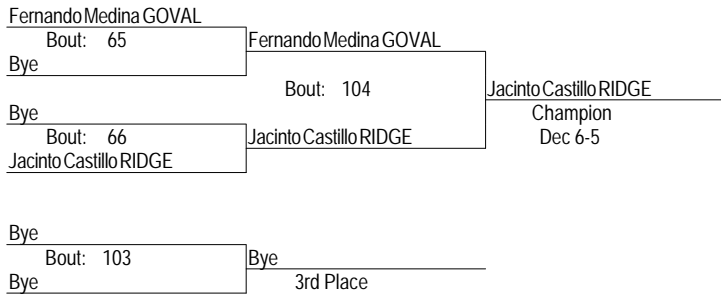 Fernando Medina GOVAL
Bout: 65
Bye
Fernando Medina GOVAL
Bout: 104
Jacinto Castillo RIDGE
Champion
Dec 6-5
Bye
Bout: 66
Jacinto Castillo RIDGE
Jacinto Castillo RIDGE
Bye
Bout: 103
Bye
Bye
3rd Place